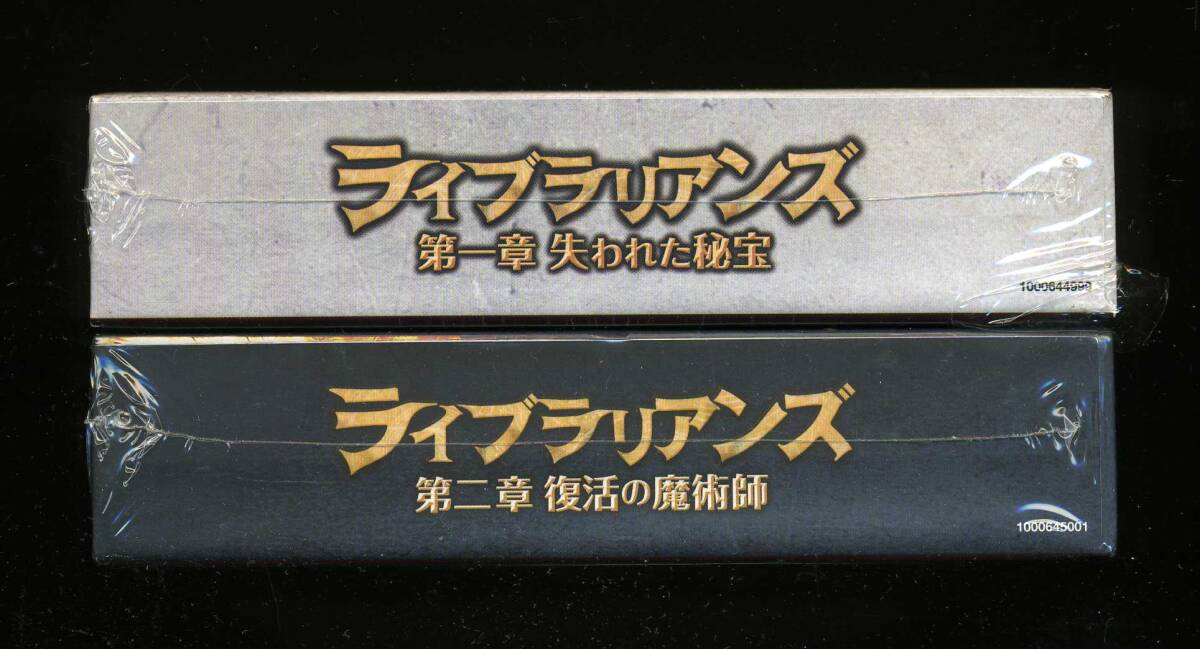 ライブラリアンズ
第一章 失われた秘宝
1000644999
ライブラリアンズ
第二章 復活の魔術師
1000645001